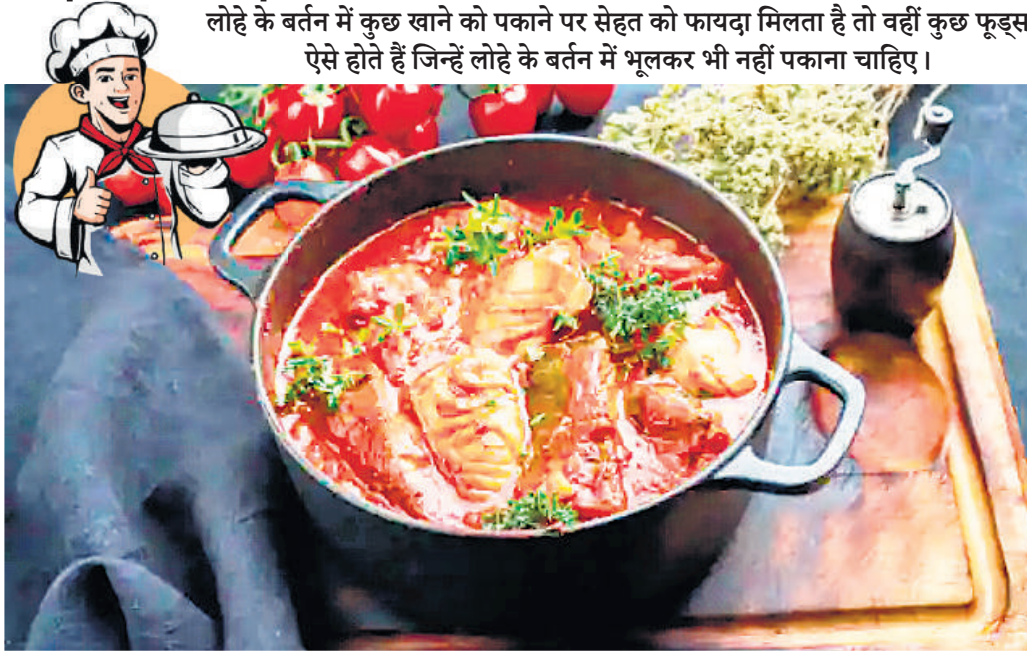 लोहे के बर्तन में कुछ खाने को पकाने पर सेहत को फायदा मिलता है तो वहीं कुछ फूड्स
ऐसे होते हैं जिन्हें लोहे के बर्तन में भूलकर भी नहीं पकाना चाहिए।